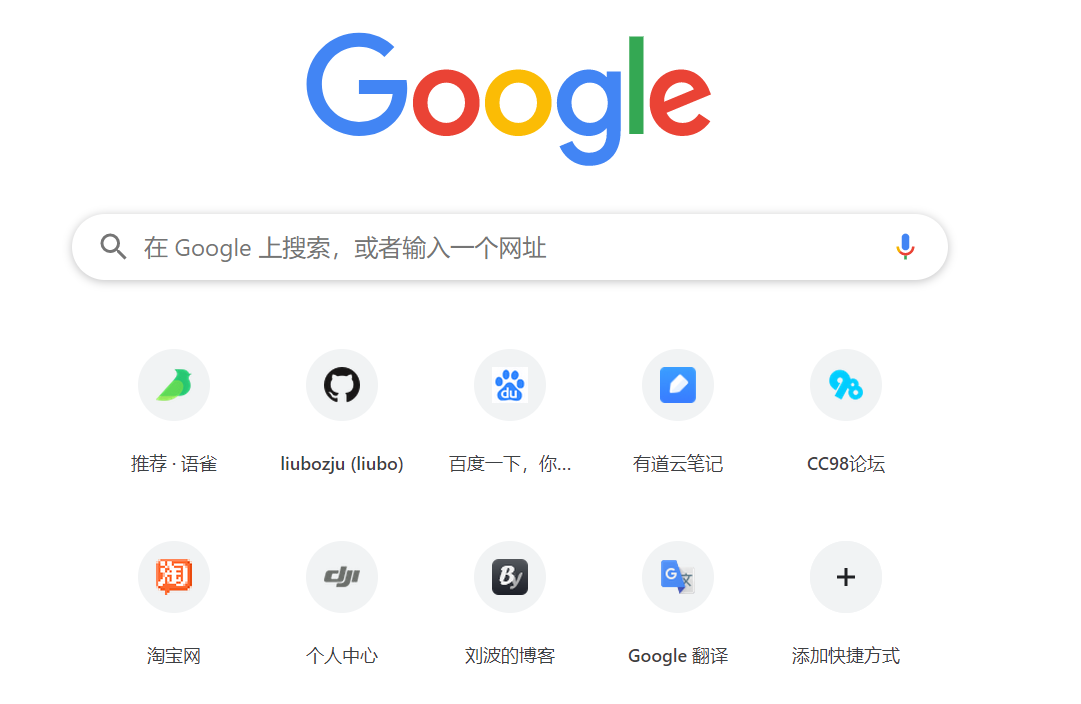 Google
在 Google 上搜索，或者输入一个网址
du
推荐 · 语雀
liubozju (liubo)
百度一下，你...
有道云笔记
CC98论坛
98
淘
dji
By
G 文
淘宝网
个人中心
刘波的博客
Google 翻译
添加快捷方式